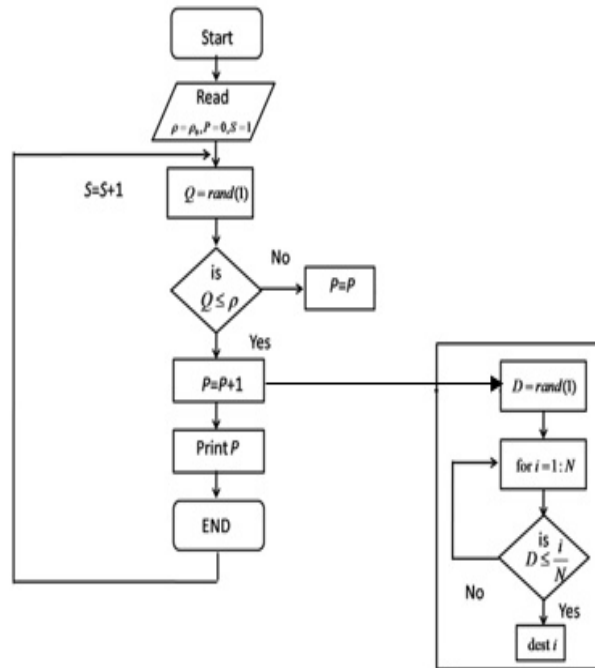 Start
Read
ρ = ρ₀, P = 0, S = 1
S=S+1
Q = rand(1)
is
Q ≤ ρ
No
P=P
Yes
P=P+1
Print P
END
D = rand(1)
for i = 1 : N
is
D ≤ i/N
No
Yes
dest i